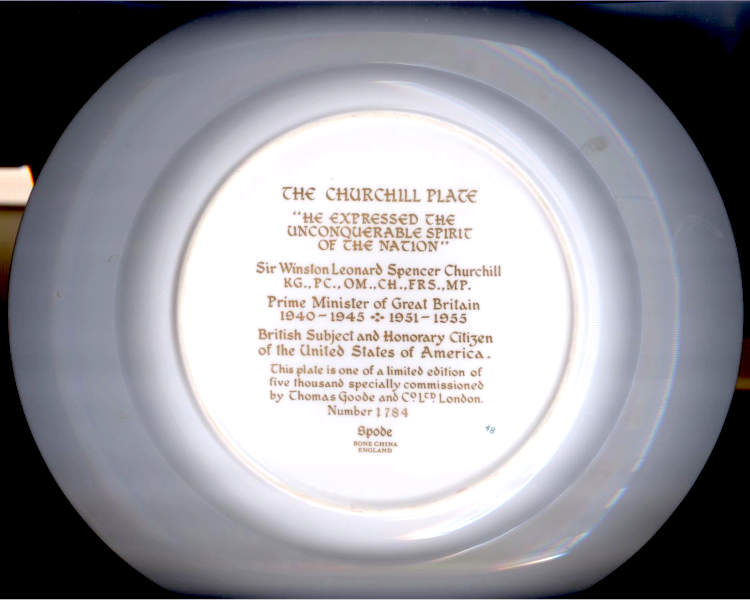 THE CHURCHILL PLATE
"HE EXPRESSED THE
UNCONQUERABLE SPIRIT
OF THE NATION"
Sir Winston Leonard Spencer Churchill
KG., PC., OM., CH., FRS., MP.
Prime Minister of Great Britain
1940-1945 ✣ 1951-1955
British Subject and Honorary Citizen
of the United States of America.
This plate is one of a limited edition of
five thousand specially commissioned
by Thomas Goode and Co LTD London.
Number 1784
Spode
BONE CHINA
ENGLAND
48